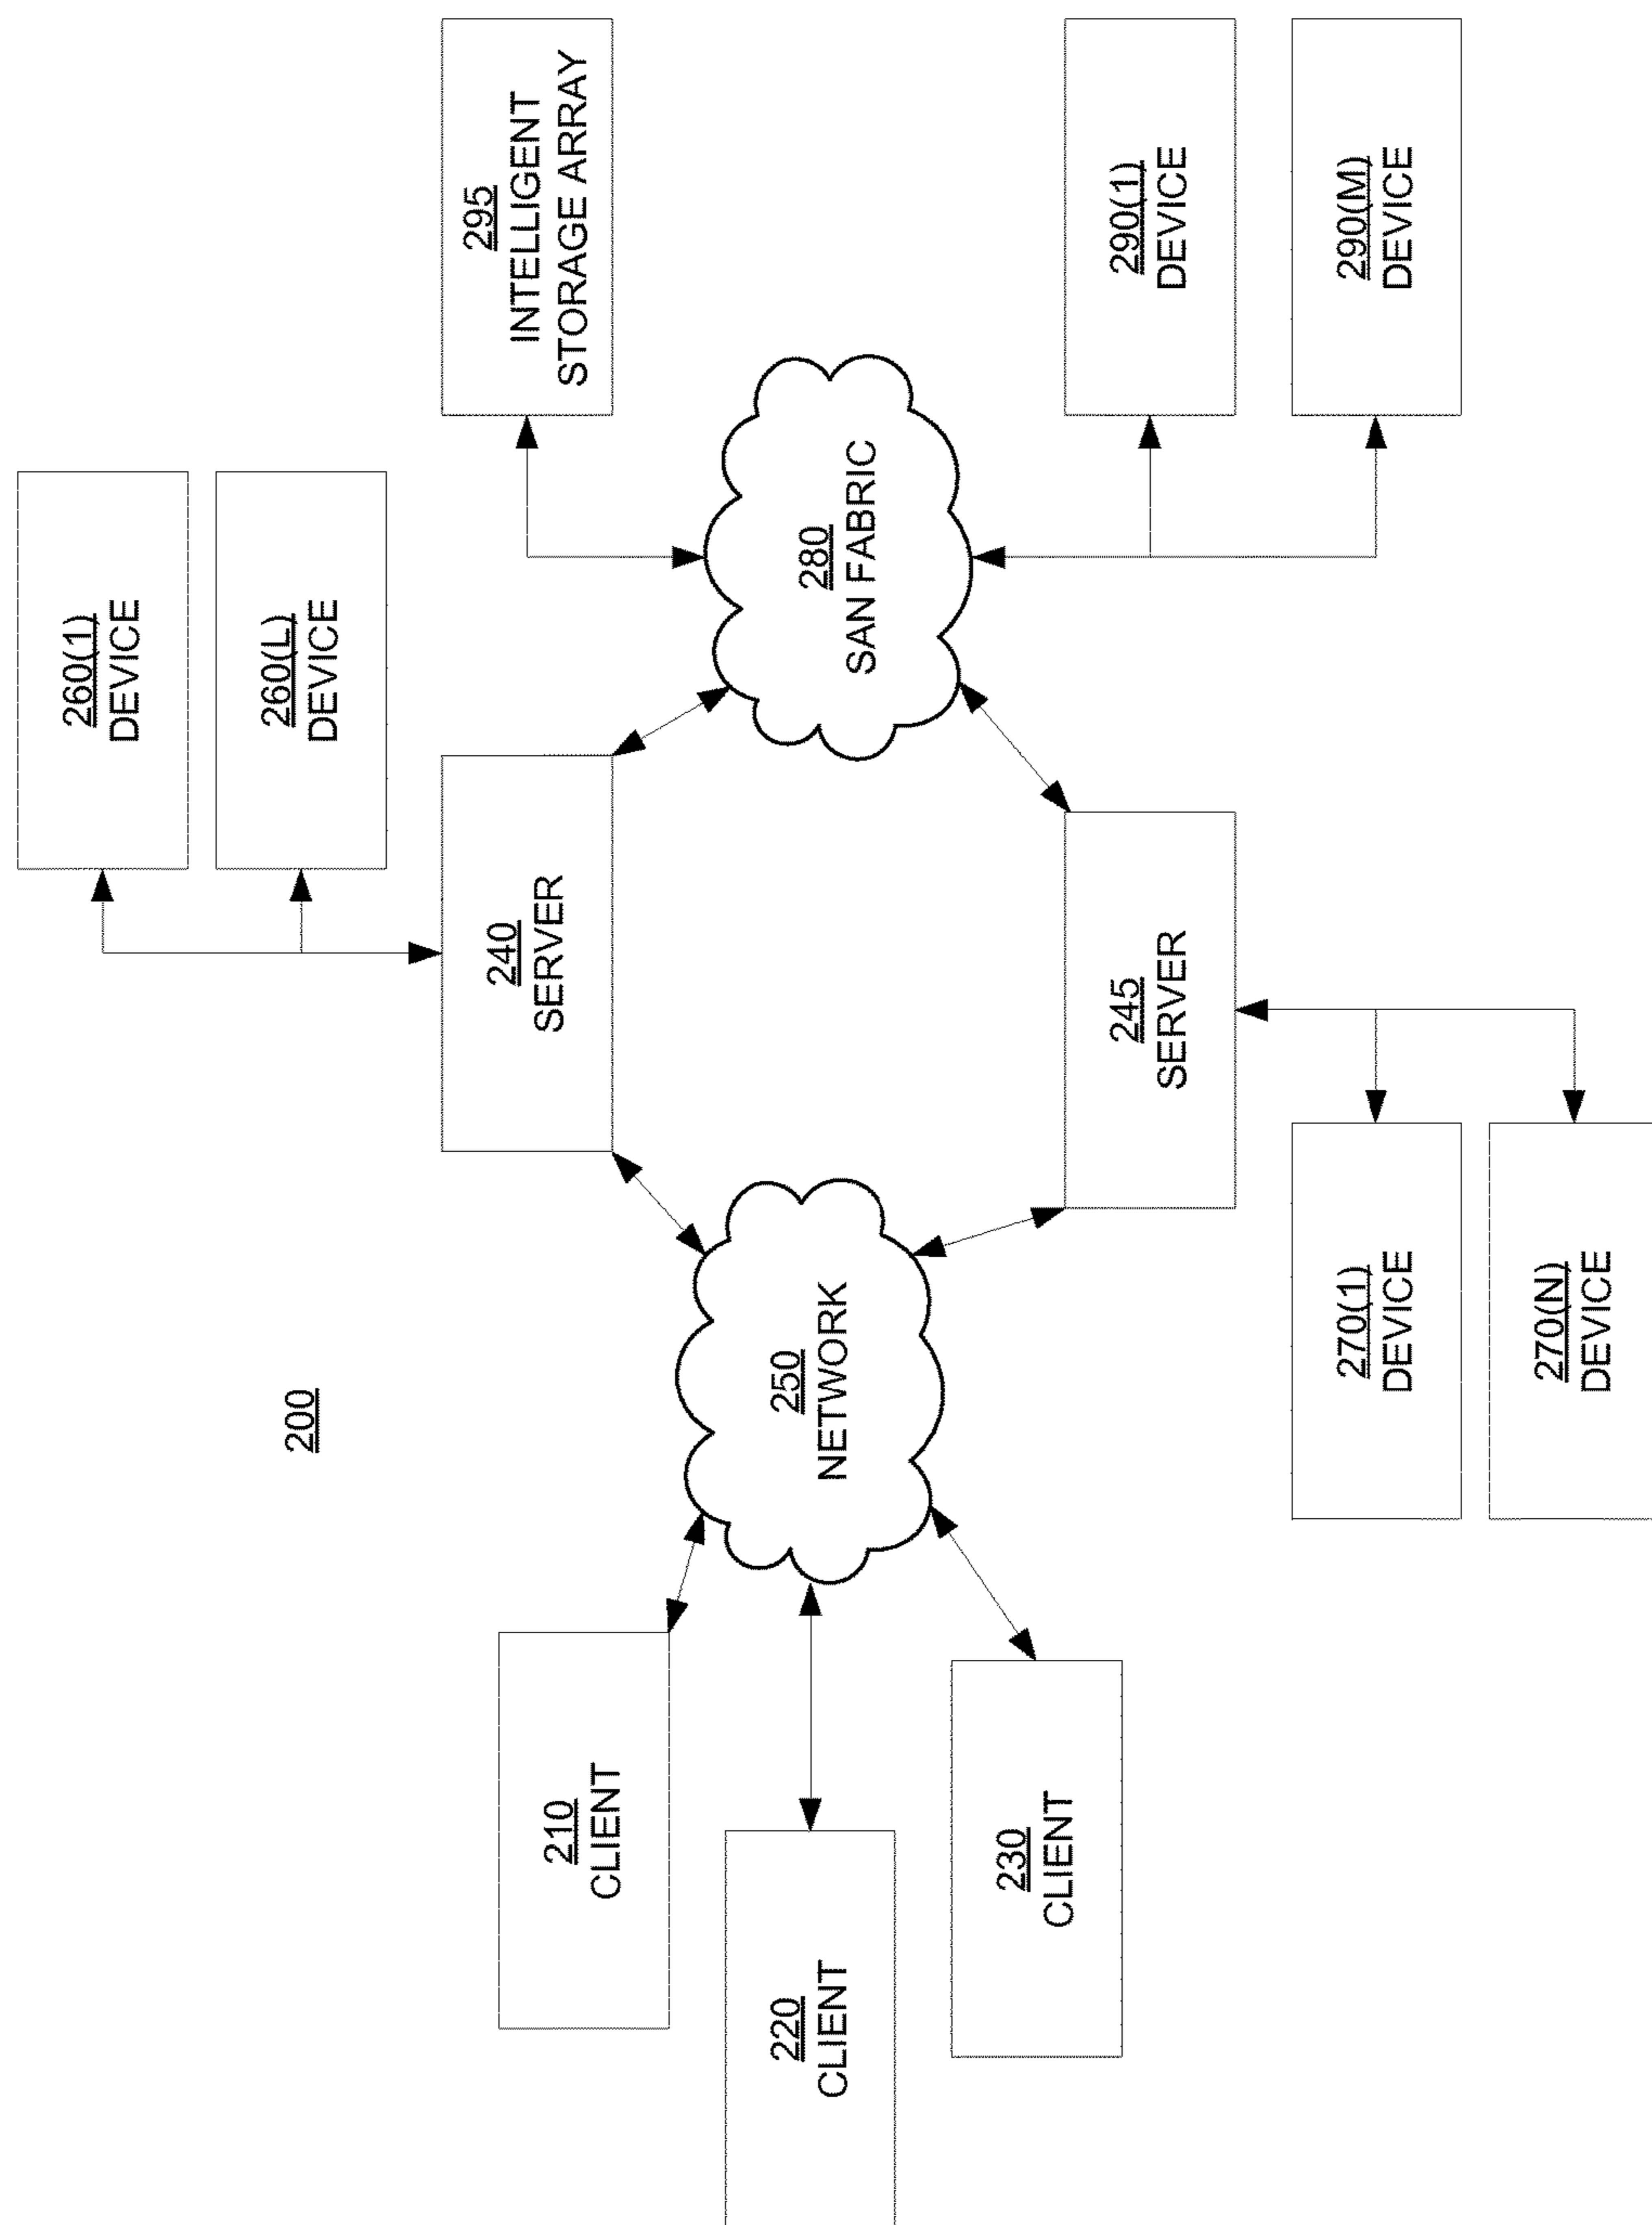 200
210
CLIENT
220
CLIENT
230
CLIENT
250
NETWORK
240
SERVER
245
SERVER
260(1)
DEVICE
260(L)
DEVICE
270(1)
DEVICE
270(N)
DEVICE
280
SAN FABRIC
295
INTELLIGENT
STORAGE ARRAY
290(1)
DEVICE
290(M)
DEVICE